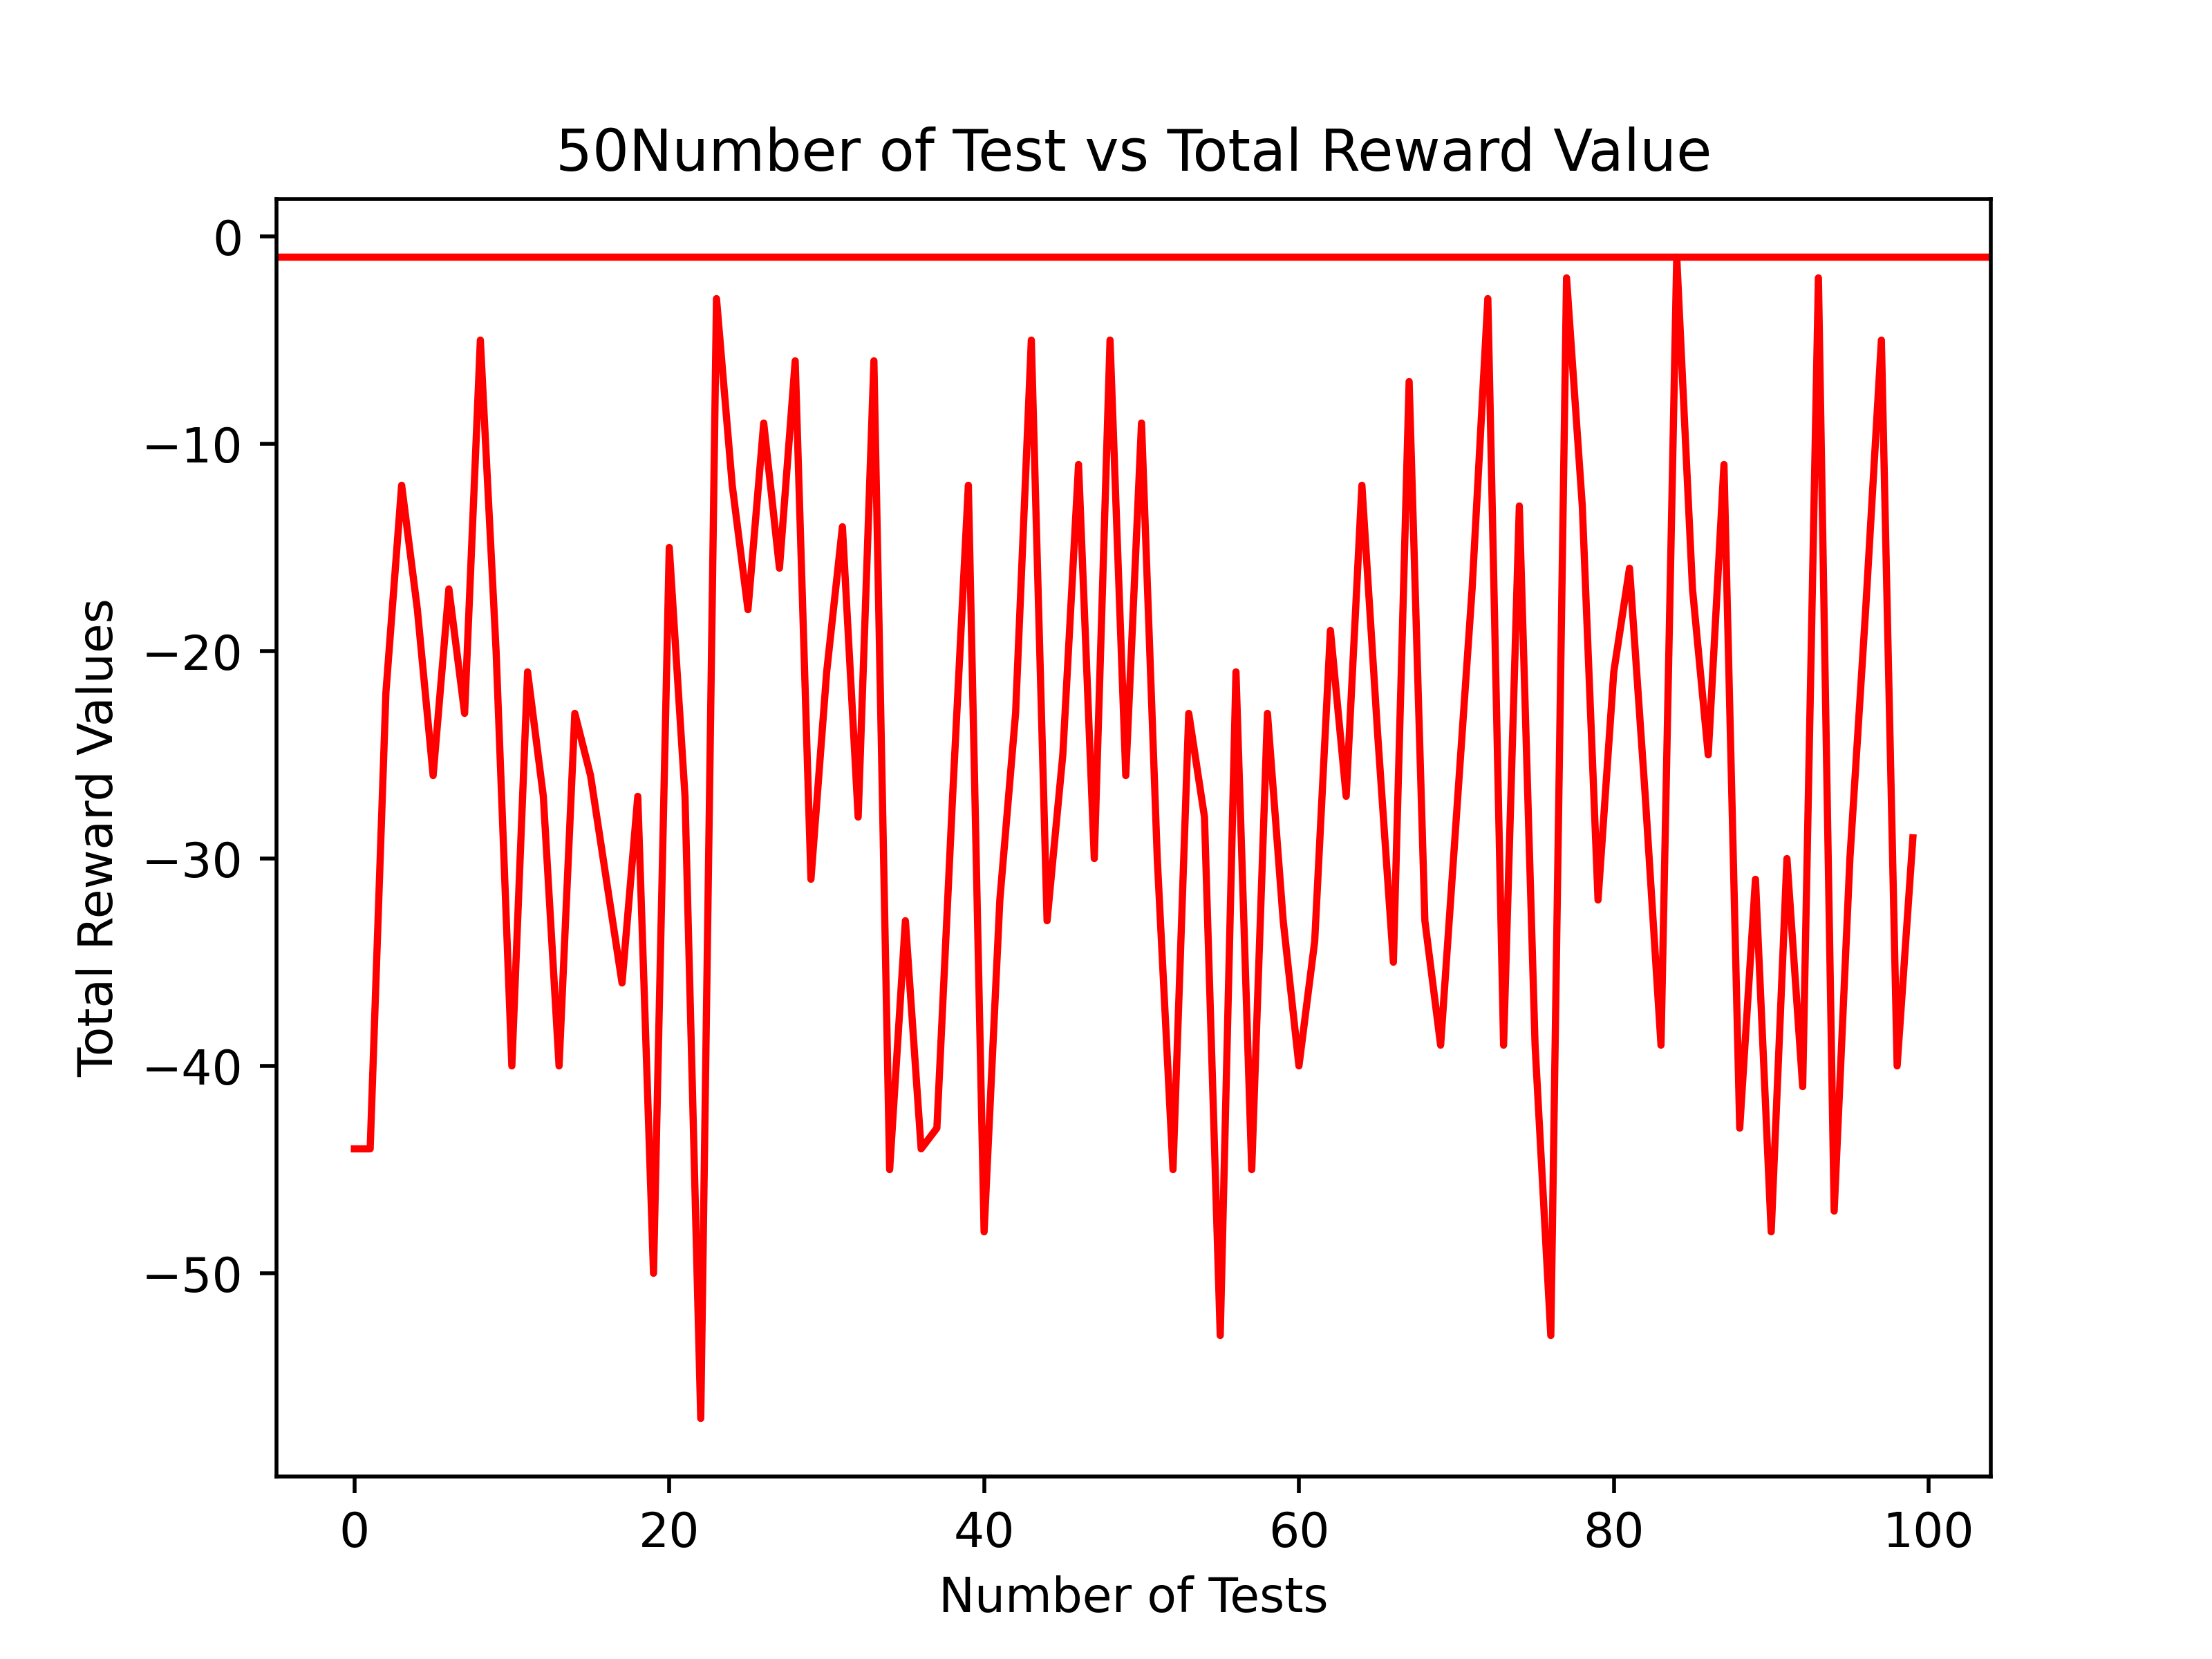 50Number of Test vs Total Reward Value
0
−10
−20
−30
−40
−50
Total Reward Values
0 20 40 60 80 100
Number of Tests